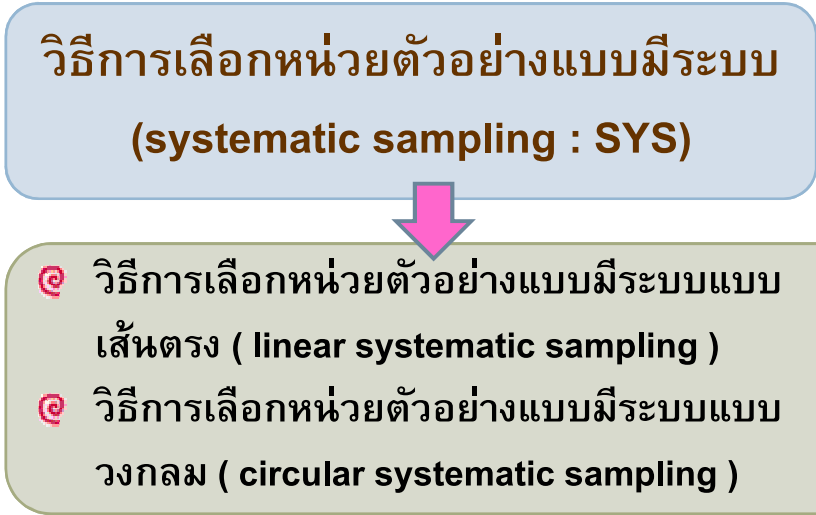 วิธีการเลือกหน่วยตัวอย่างแบบมีระบบ
(systematic sampling : SYS)
วิธีการเลือกหน่วยตัวอย่างแบบมีระบบแบบ
เส้นตรง ( linear systematic sampling )
วิธีการเลือกหน่วยตัวอย่างแบบมีระบบแบบ
วงกลม ( circular systematic sampling )